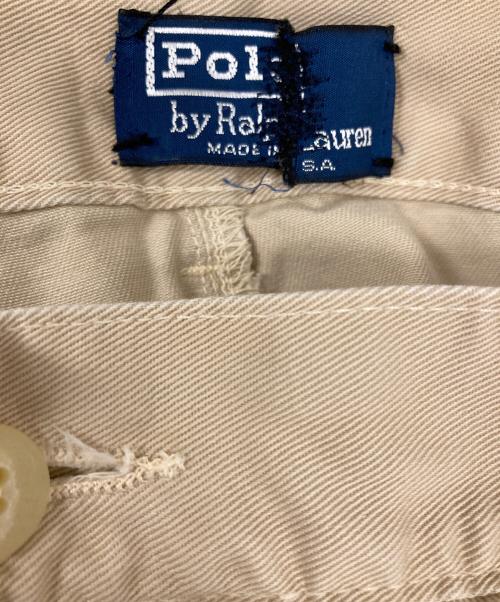 Pol
by Ral Lauren
MADE IN
S.A.